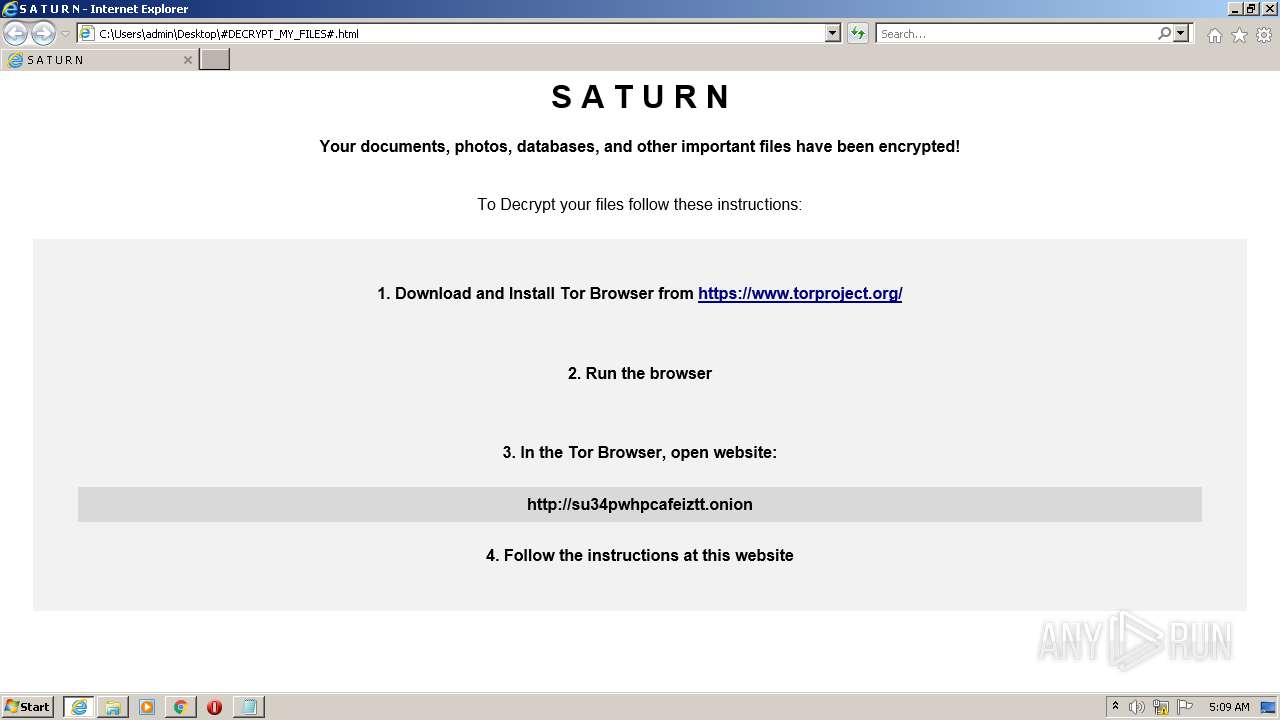 S A T U R N - Internet Explorer
C:\Users\admin\Desktop\#DECRYPT_MY_FILES#.html
Search...
S A T U R N
S A T U R N
Your documents, photos, databases, and other important files have been encrypted!
To Decrypt your files follow these instructions:
1. Download and Install Tor Browser from https://www.torproject.org/
2. Run the browser
3. In the Tor Browser, open website:
http://su34pwhpcafeiztt.onion
4. Follow the instructions at this website
ANY RUN
Start
5:09 AM